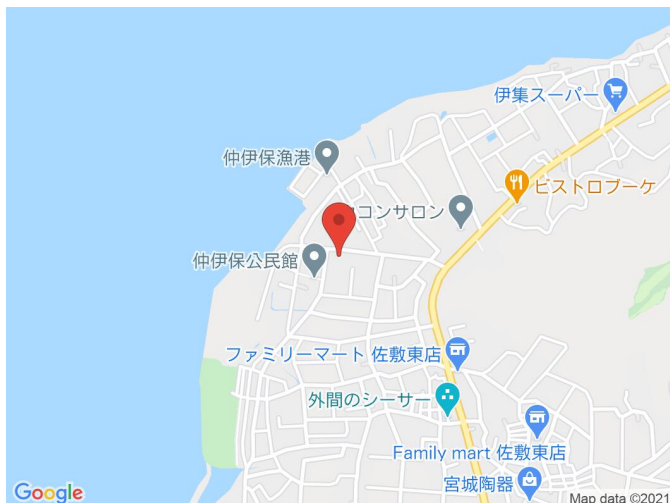 伊集スーパー
仲伊保漁港
ビストロブーケ
コンサロン
仲伊保公民館
ファミリーマート 佐敷東店
外間のシーサー
Family mart 佐敷東店
宮城陶器
Google
Map data ©2021